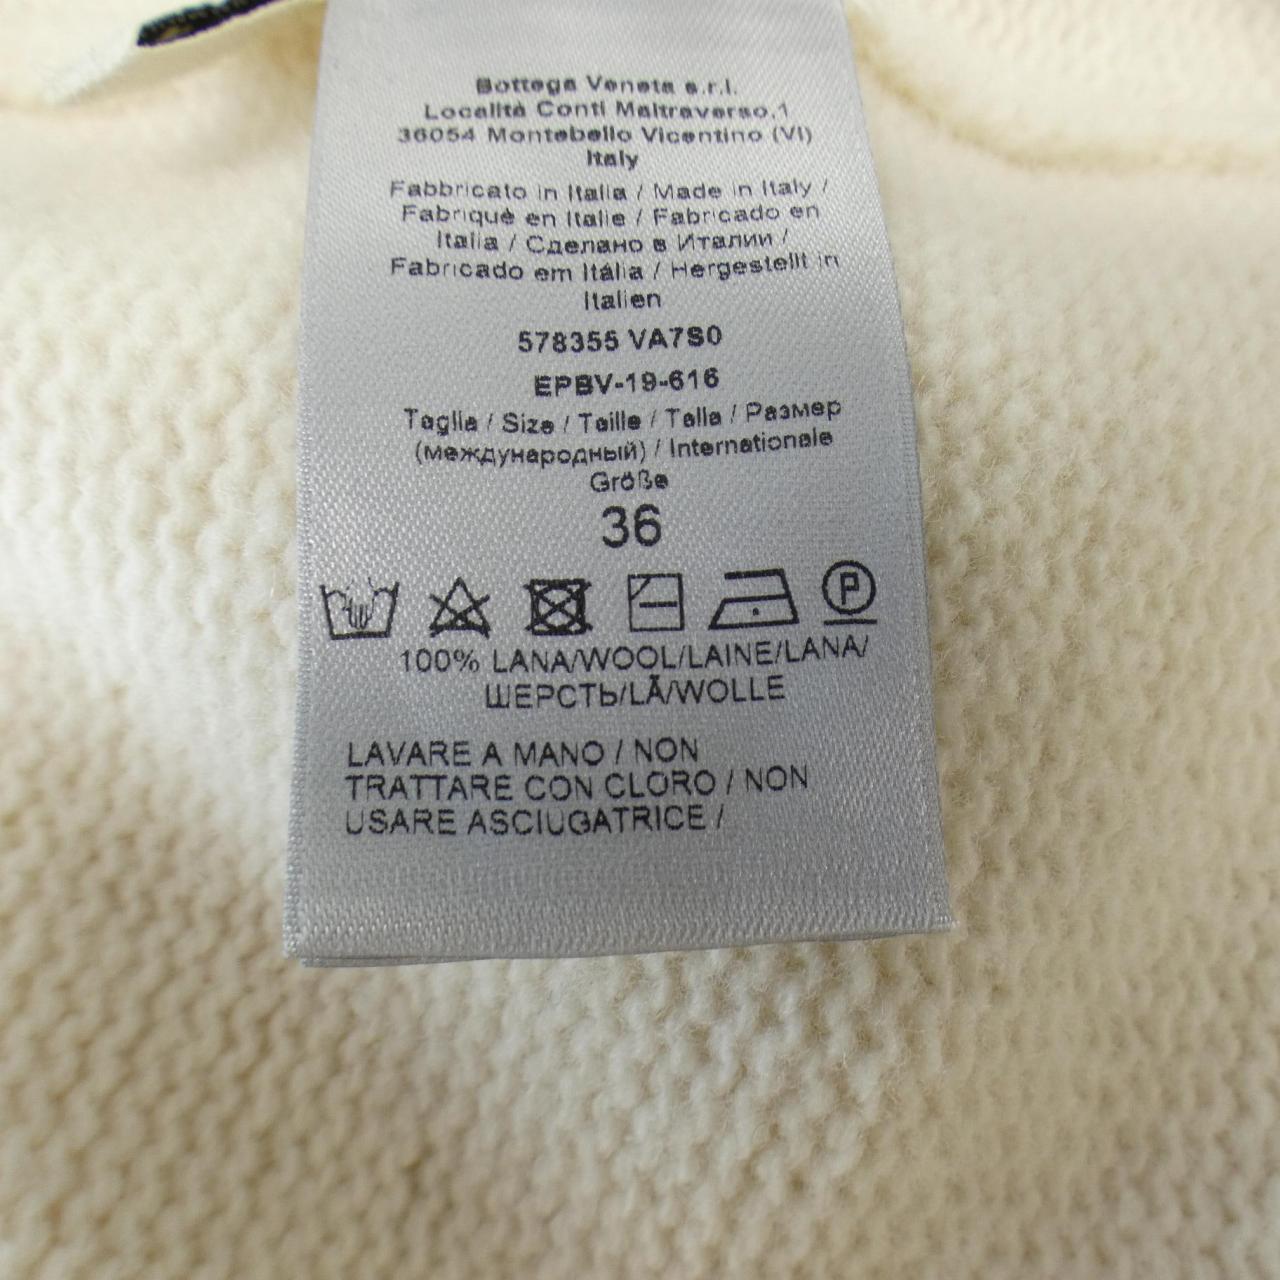 Bottega Veneta s.r.l.
Località Conti Maltraverso,1
36054 Montebello Vicentino (VI)
Italy
Fabbricato in Italia / Made in Italy /
Fabriqué en Italie / Fabricado en
Italia / Сделано в Италии /
Fabricado em Itália / Hergestellt in
Italien
578355 VA7S0
EPBV-19-616
Taglia / Size / Taille / Talla / Размер
(международный) / Internationale
Größe
36
P
100% LANA/WOOL/LAINE/LANA/
ШЕРСТЬ/LÃ/WOLLE
LAVARE A MANO / NON
TRATTARE CON CLORO / NON
USARE ASCIUGATRICE /